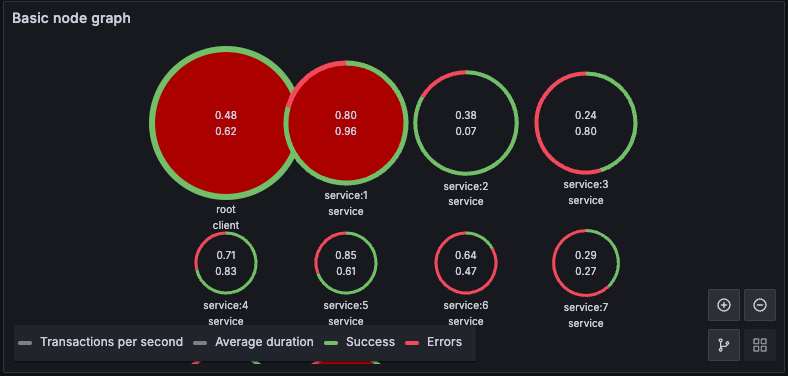 Basic node graph
0.48
0.62
root
client
0.80
0.96
service:1
service
0.38
0.07
service:2
service
0.24
0.80
service:3
service
0.71
0.83
service:4
service
0.85
0.61
service:5
service
0.64
0.47
service:6
service
0.29
0.27
service:7
service
Transactions per second Average duration Success Errors